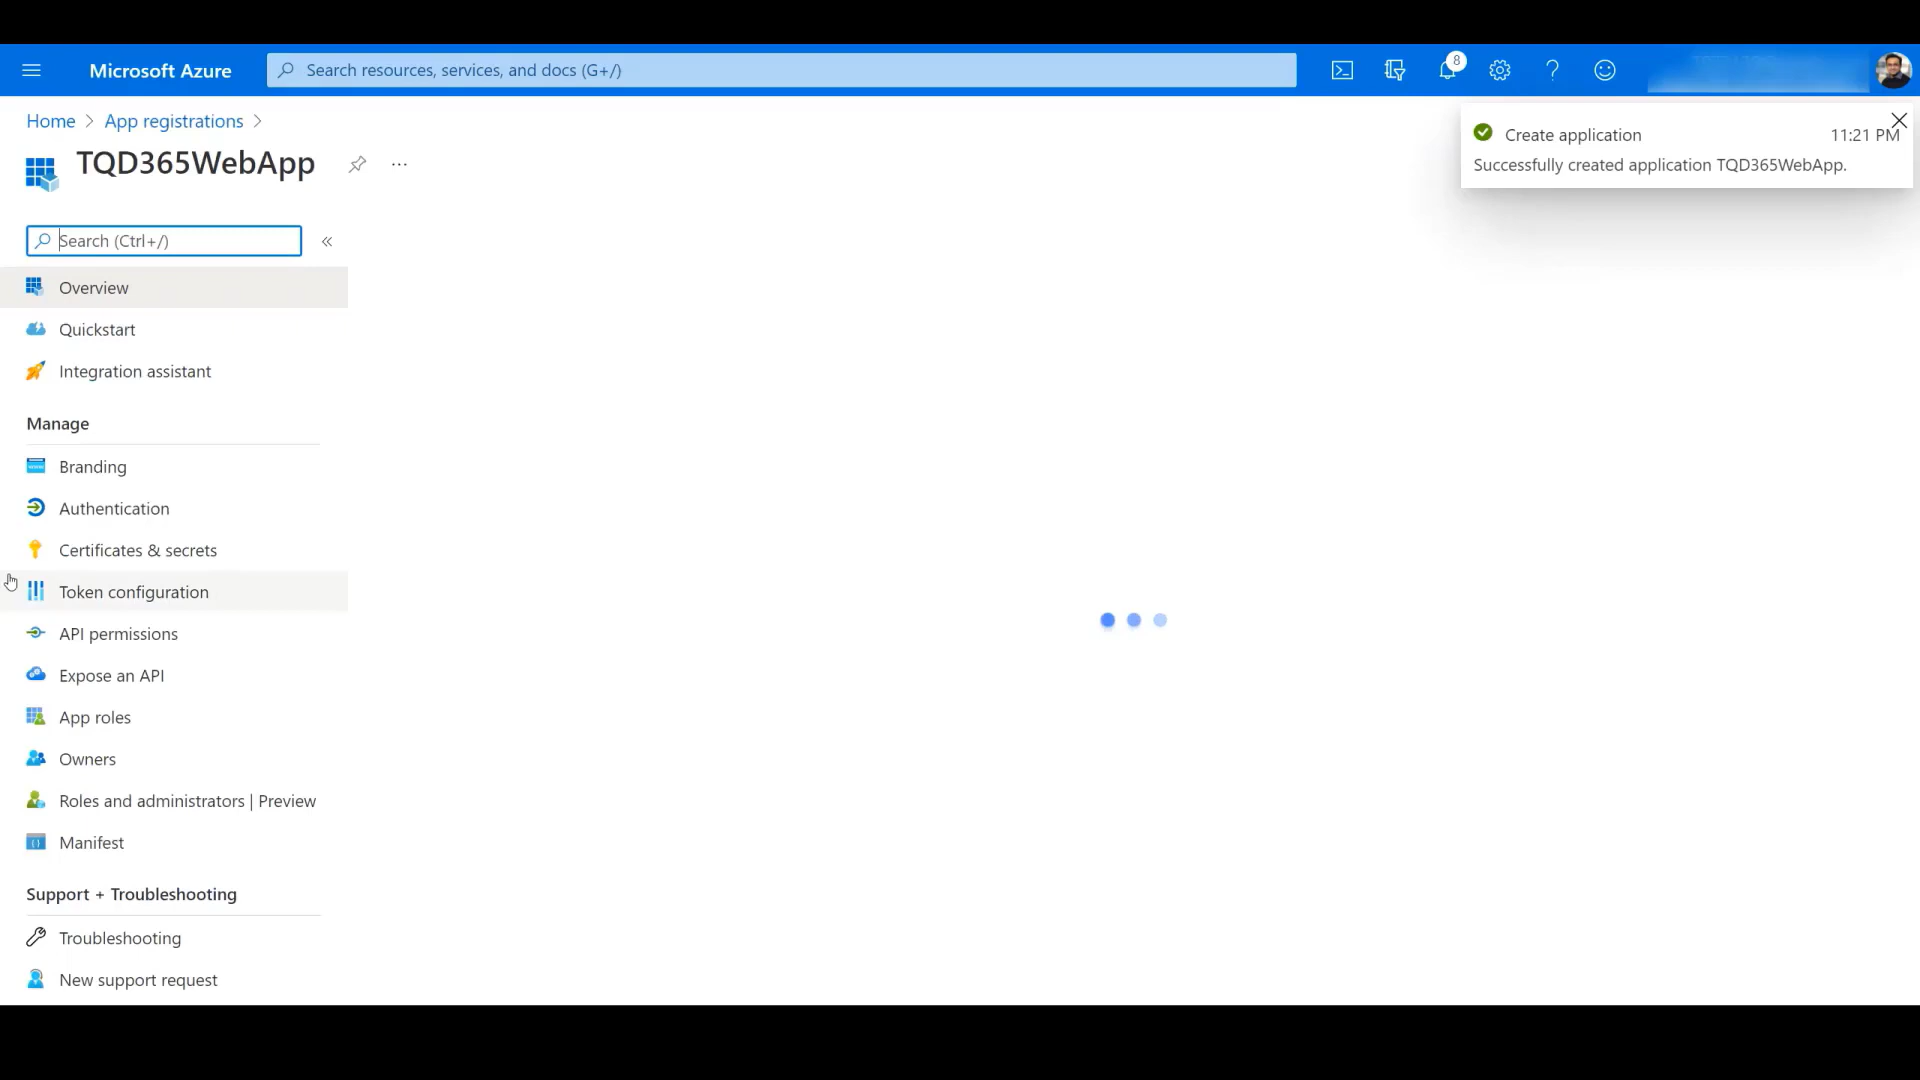 Microsoft Azure
Search resources, services, and docs (G+/)
8
Home > App registrations >
TQD365WebApp
...
Create application 11:21 PM
Successfully created application TQD365WebApp.
Search (Ctrl+/)
«
Overview
Quickstart
Integration assistant
Manage
Branding
Authentication
Certificates & secrets
Token configuration
API permissions
Expose an API
App roles
Owners
Roles and administrators | Preview
Manifest
Support + Troubleshooting
Troubleshooting
New support request